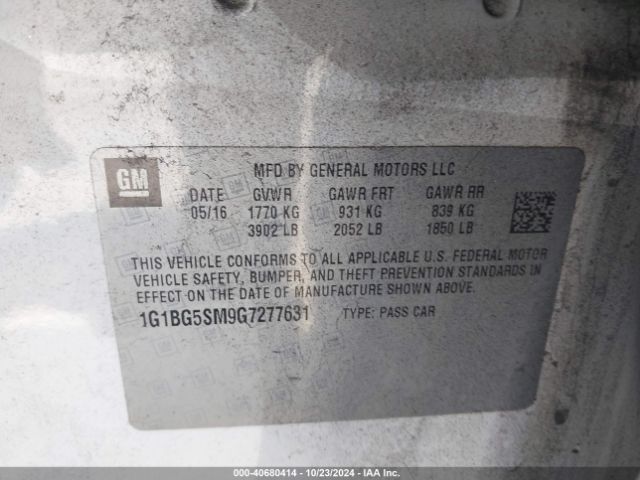 GM
MFD BY GENERAL MOTORS LLC
DATE GVWR GAWR FRT GAWR RR
05/16 1770 KG 931 KG 839 KG
3902 LB 2052 LB 1850 LB
THIS VEHICLE CONFORMS TO ALL APPLICABLE U.S. FEDERAL MOTOR
VEHICLE SAFETY, BUMPER, AND THEFT PREVENTION STANDARDS IN
EFFECT ON THE DATE OF MANUFACTURE SHOWN ABOVE.
1G1BG5SM9G7277631 TYPE: PASS CAR
000-40680414 | 10/23/2024 | IAA Inc.